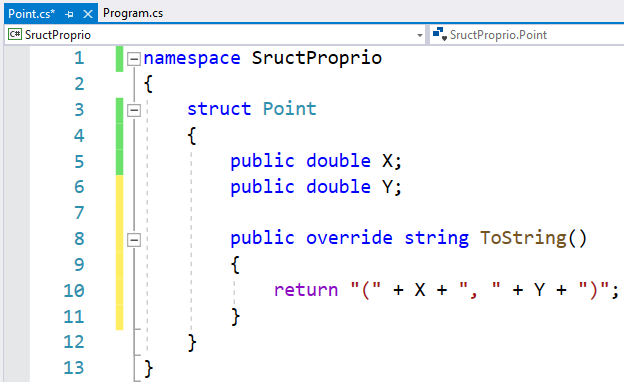 Point.cs* Program.cs
C# SructProprio SructProprio.Point
1 namespace SructProprio
2 {
3 struct Point
4 {
5 public double X;
6 public double Y;
7
8 public override string ToString()
9 {
10 return "(" + X + ", " + Y + ")";
11 }
12 }
13 }